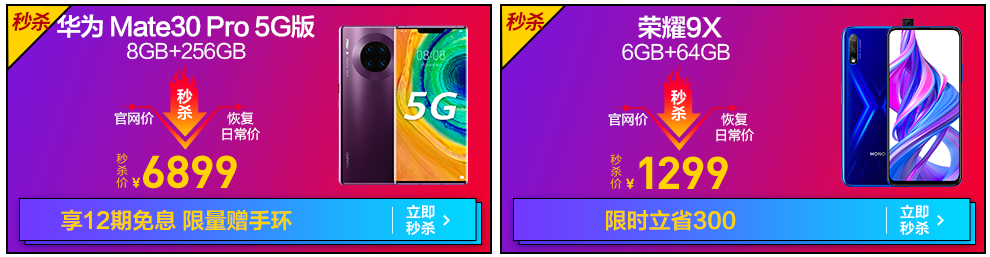 秒杀
华为 Mate30 Pro 5G版
8GB+256GB
秒杀
官网价
恢复
日常价
秒杀价 ¥6899
5G
享12期免息 限量赠手环
立即
秒杀
秒杀
荣耀9X
6GB+64GB
秒杀
官网价
恢复
日常价
秒杀价 ¥1299
HONOR
限时立省300
立即
秒杀